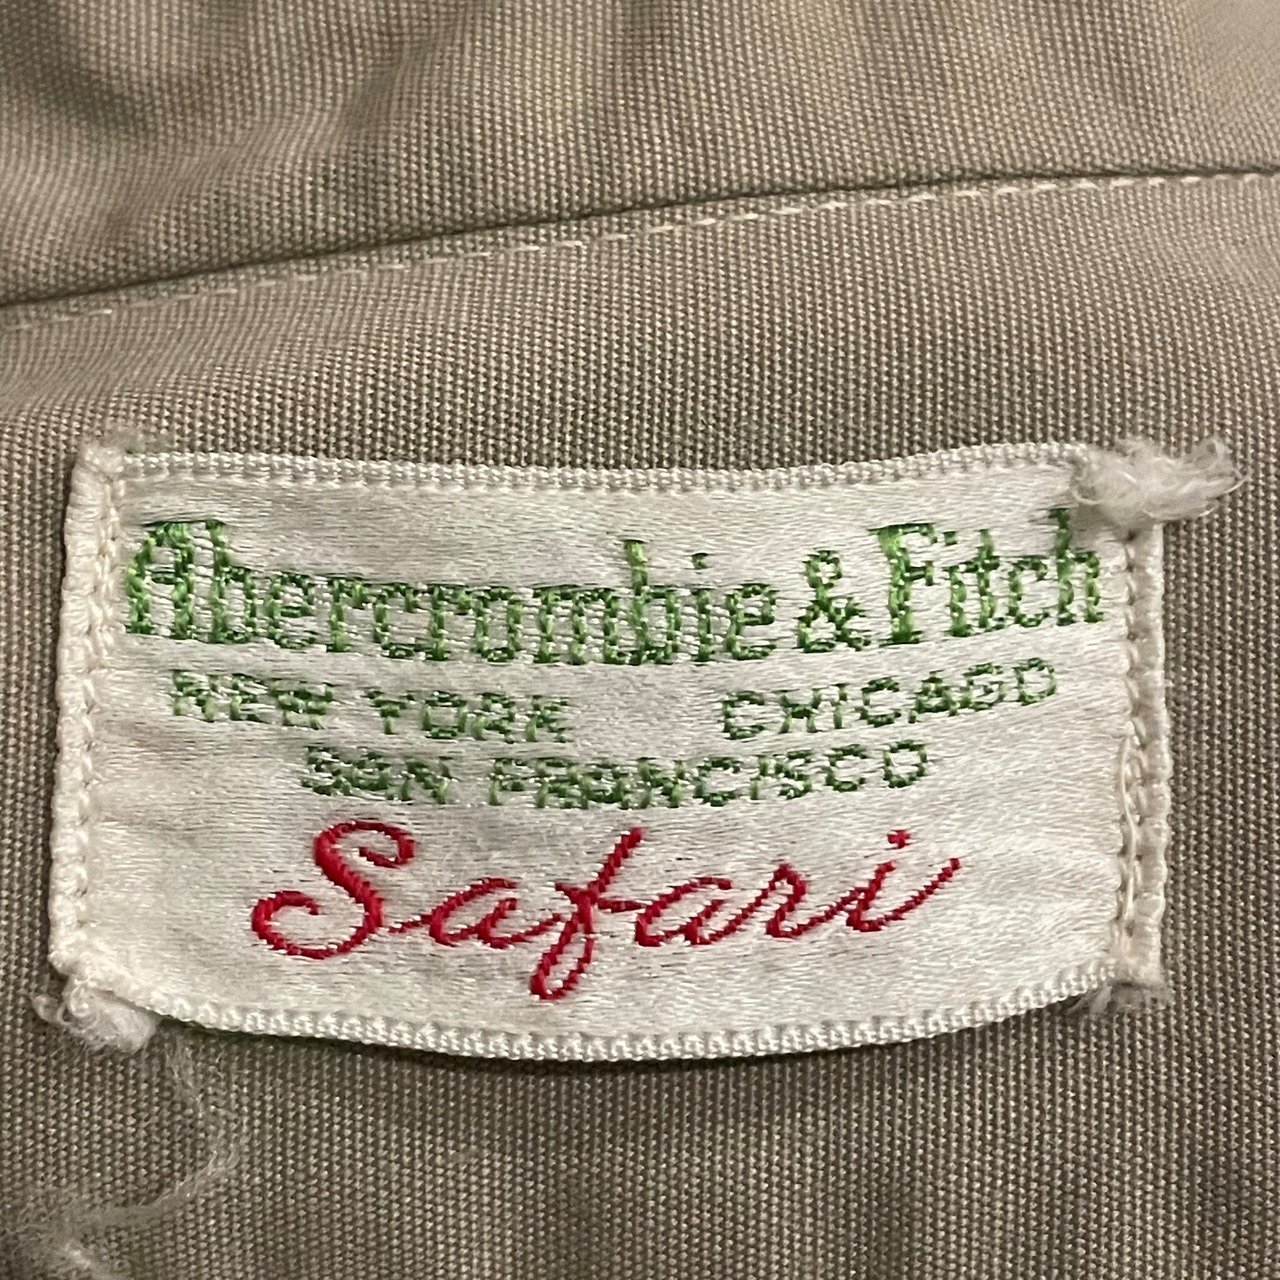 Abercrombie & Fitch
NEW YORK CHICAGO
SAN FRANCISCO
Safari